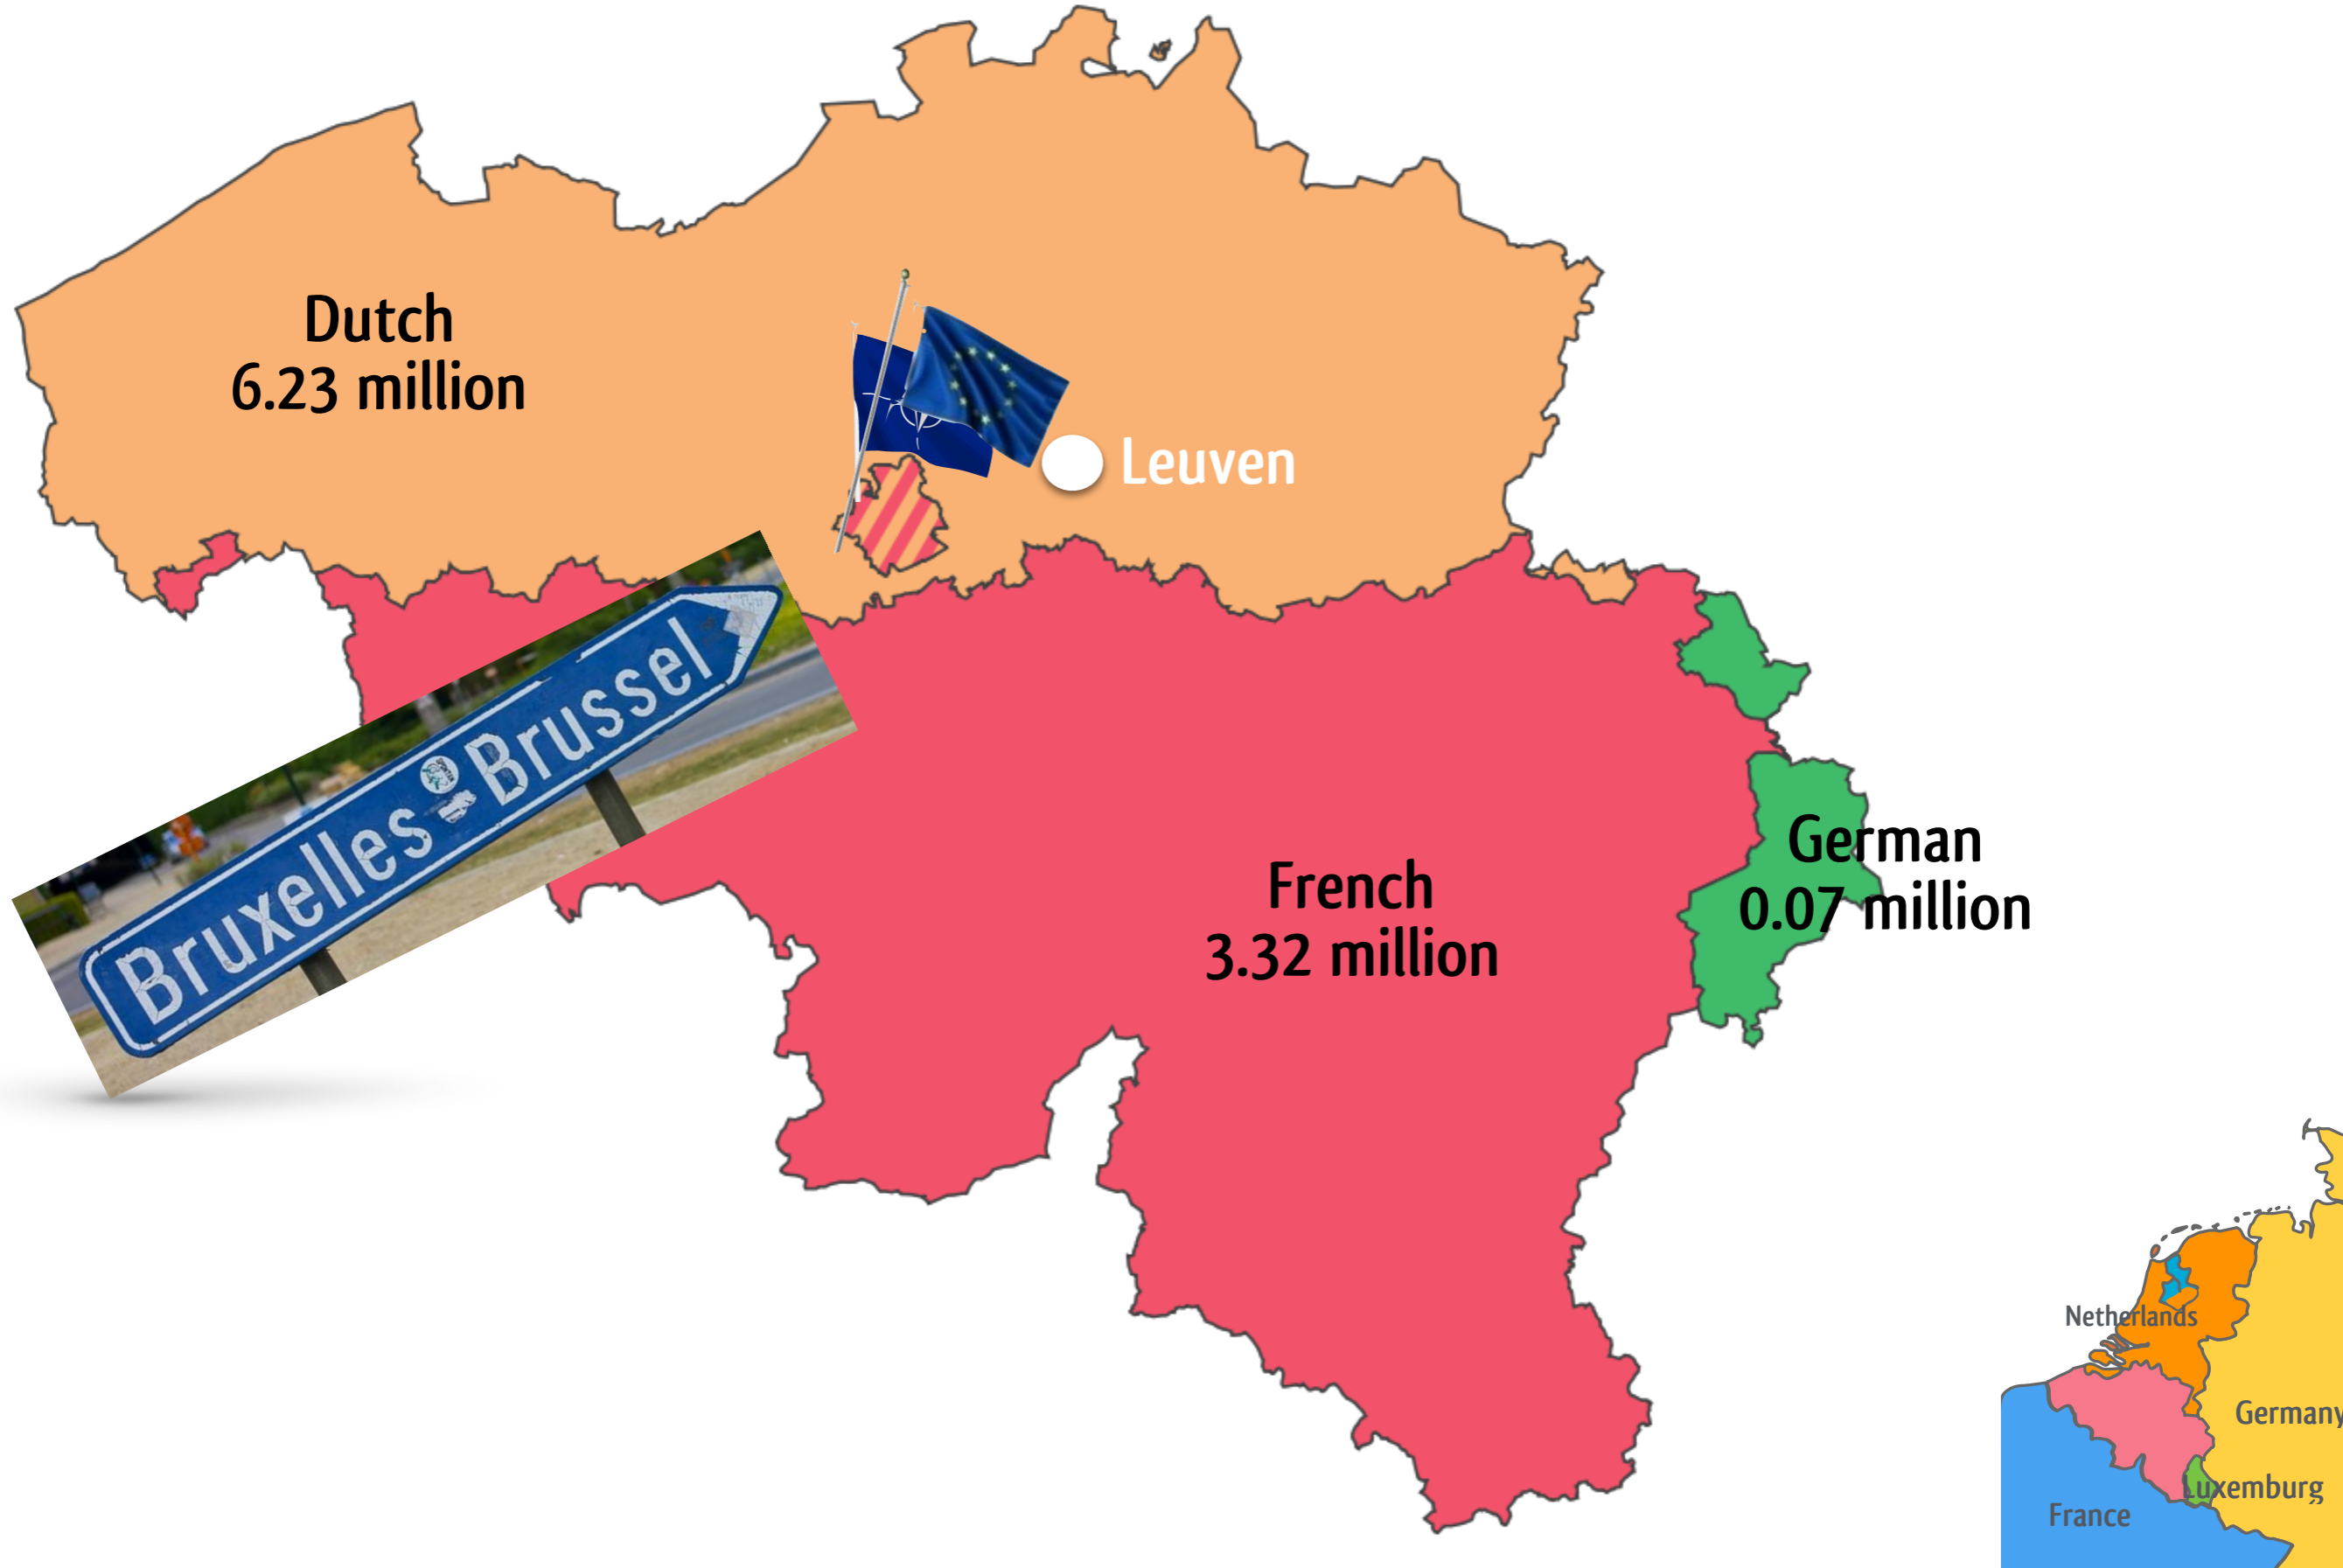 Dutch
6.23 million
Leuven
Bruxelles
Brussel
French
3.32 million
German
0.07 million
Netherlands
Germany
Luxemburg
France